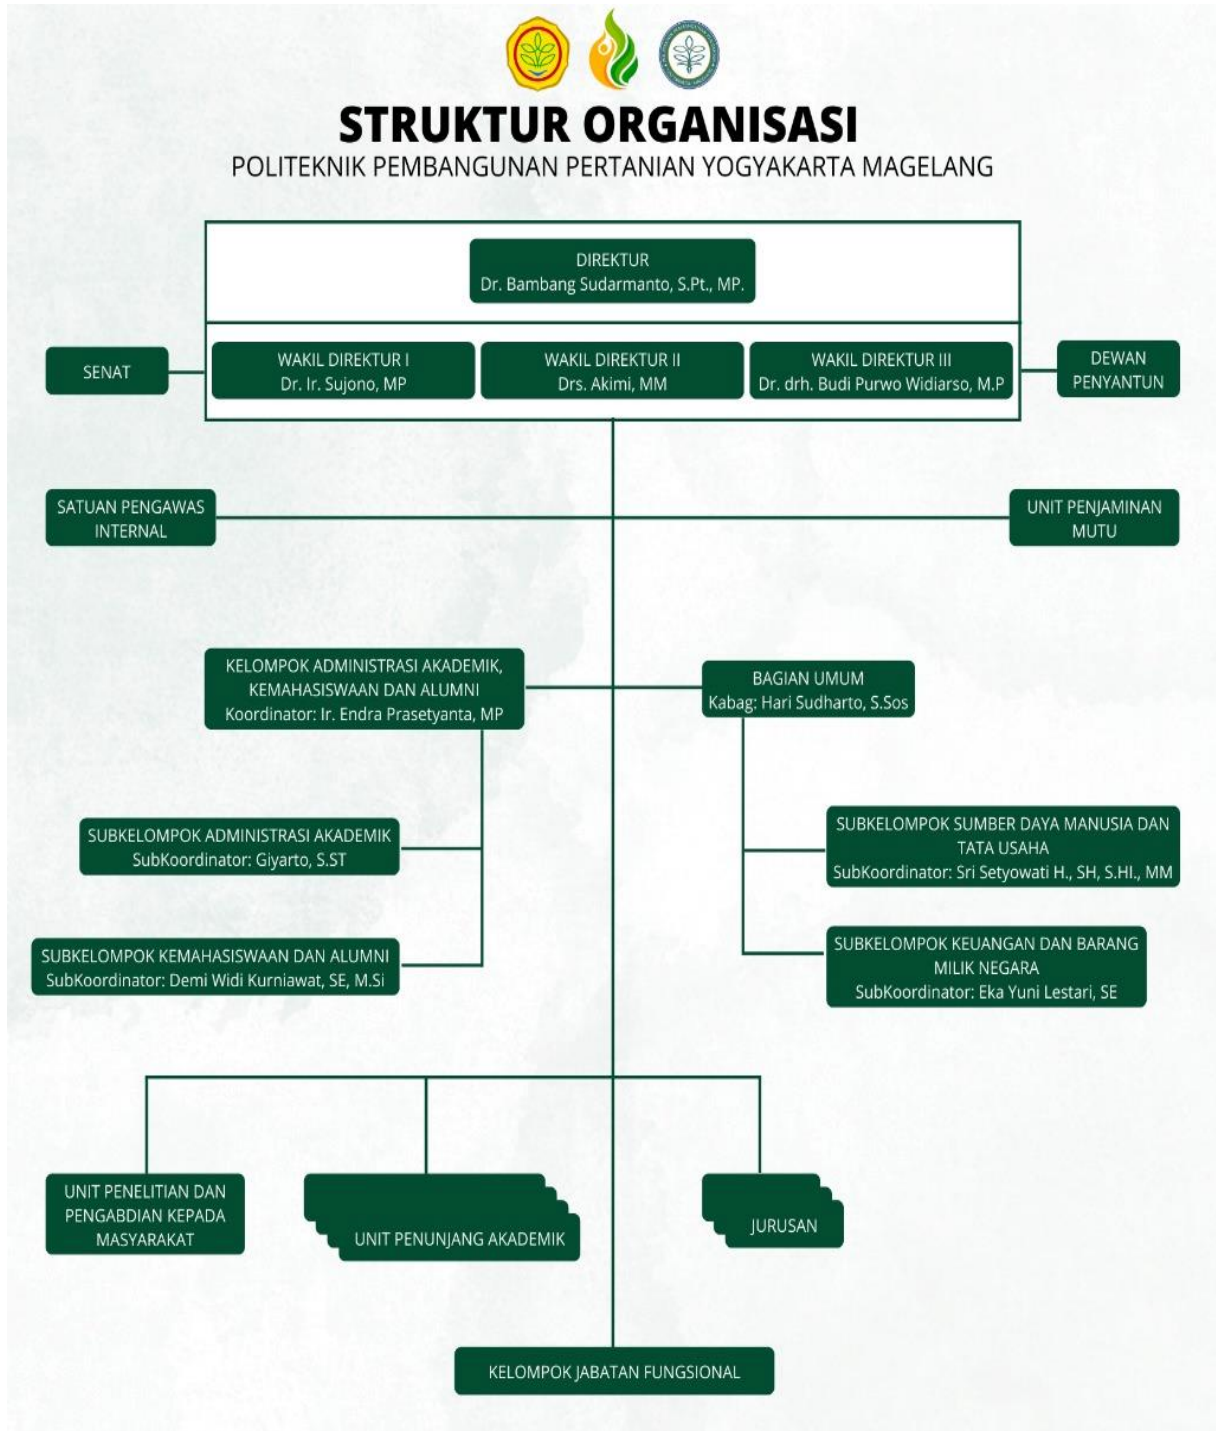 STRUKTUR ORGANISASI
POLITEKNIK PEMBANGUNAN PERTANIAN YOGYAKARTA MAGELANG
DIREKTUR
Dr. Bambang Sudarmanto, S.Pt., MP.
SENAT
WAKIL DIREKTUR I
Dr. Ir. Sujono, MP
WAKIL DIREKTUR II
Drs. Akimi, MM
WAKIL DIREKTUR III
Dr. drh. Budi Purwo Widiarso, M.P
DEWAN
PENYANTUN
SATUAN PENGAWAS
INTERNAL
UNIT PENJAMINAN
MUTU
KELOMPOK ADMINISTRASI AKADEMIK,
KEMAHASISWAAN DAN ALUMNI
Koordinator: Ir. Endra Prasetyanta, MP
BAGIAN UMUM
Kabag: Hari Sudharto, S.Sos
SUBKELOMPOK ADMINISTRASI AKADEMIK
SubKoordinator: Giyarto, S.ST
SUBKELOMPOK SUMBER DAYA MANUSIA DAN
TATA USAHA
SubKoordinator: Sri Setyowati H., SH, S.HI., MM
SUBKELOMPOK KEMAHASISWAAN DAN ALUMNI
SubKoordinator: Demi Widi Kurniawat, SE, M.Si
SUBKELOMPOK KEUANGAN DAN BARANG
MILIK NEGARA
SubKoordinator: Eka Yuni Lestari, SE
UNIT PENELITIAN DAN
PENGABDIAN KEPADA
MASYARAKAT
UNIT PENUNJANG AKADEMIK
JURUSAN
KELOMPOK JABATAN FUNGSIONAL